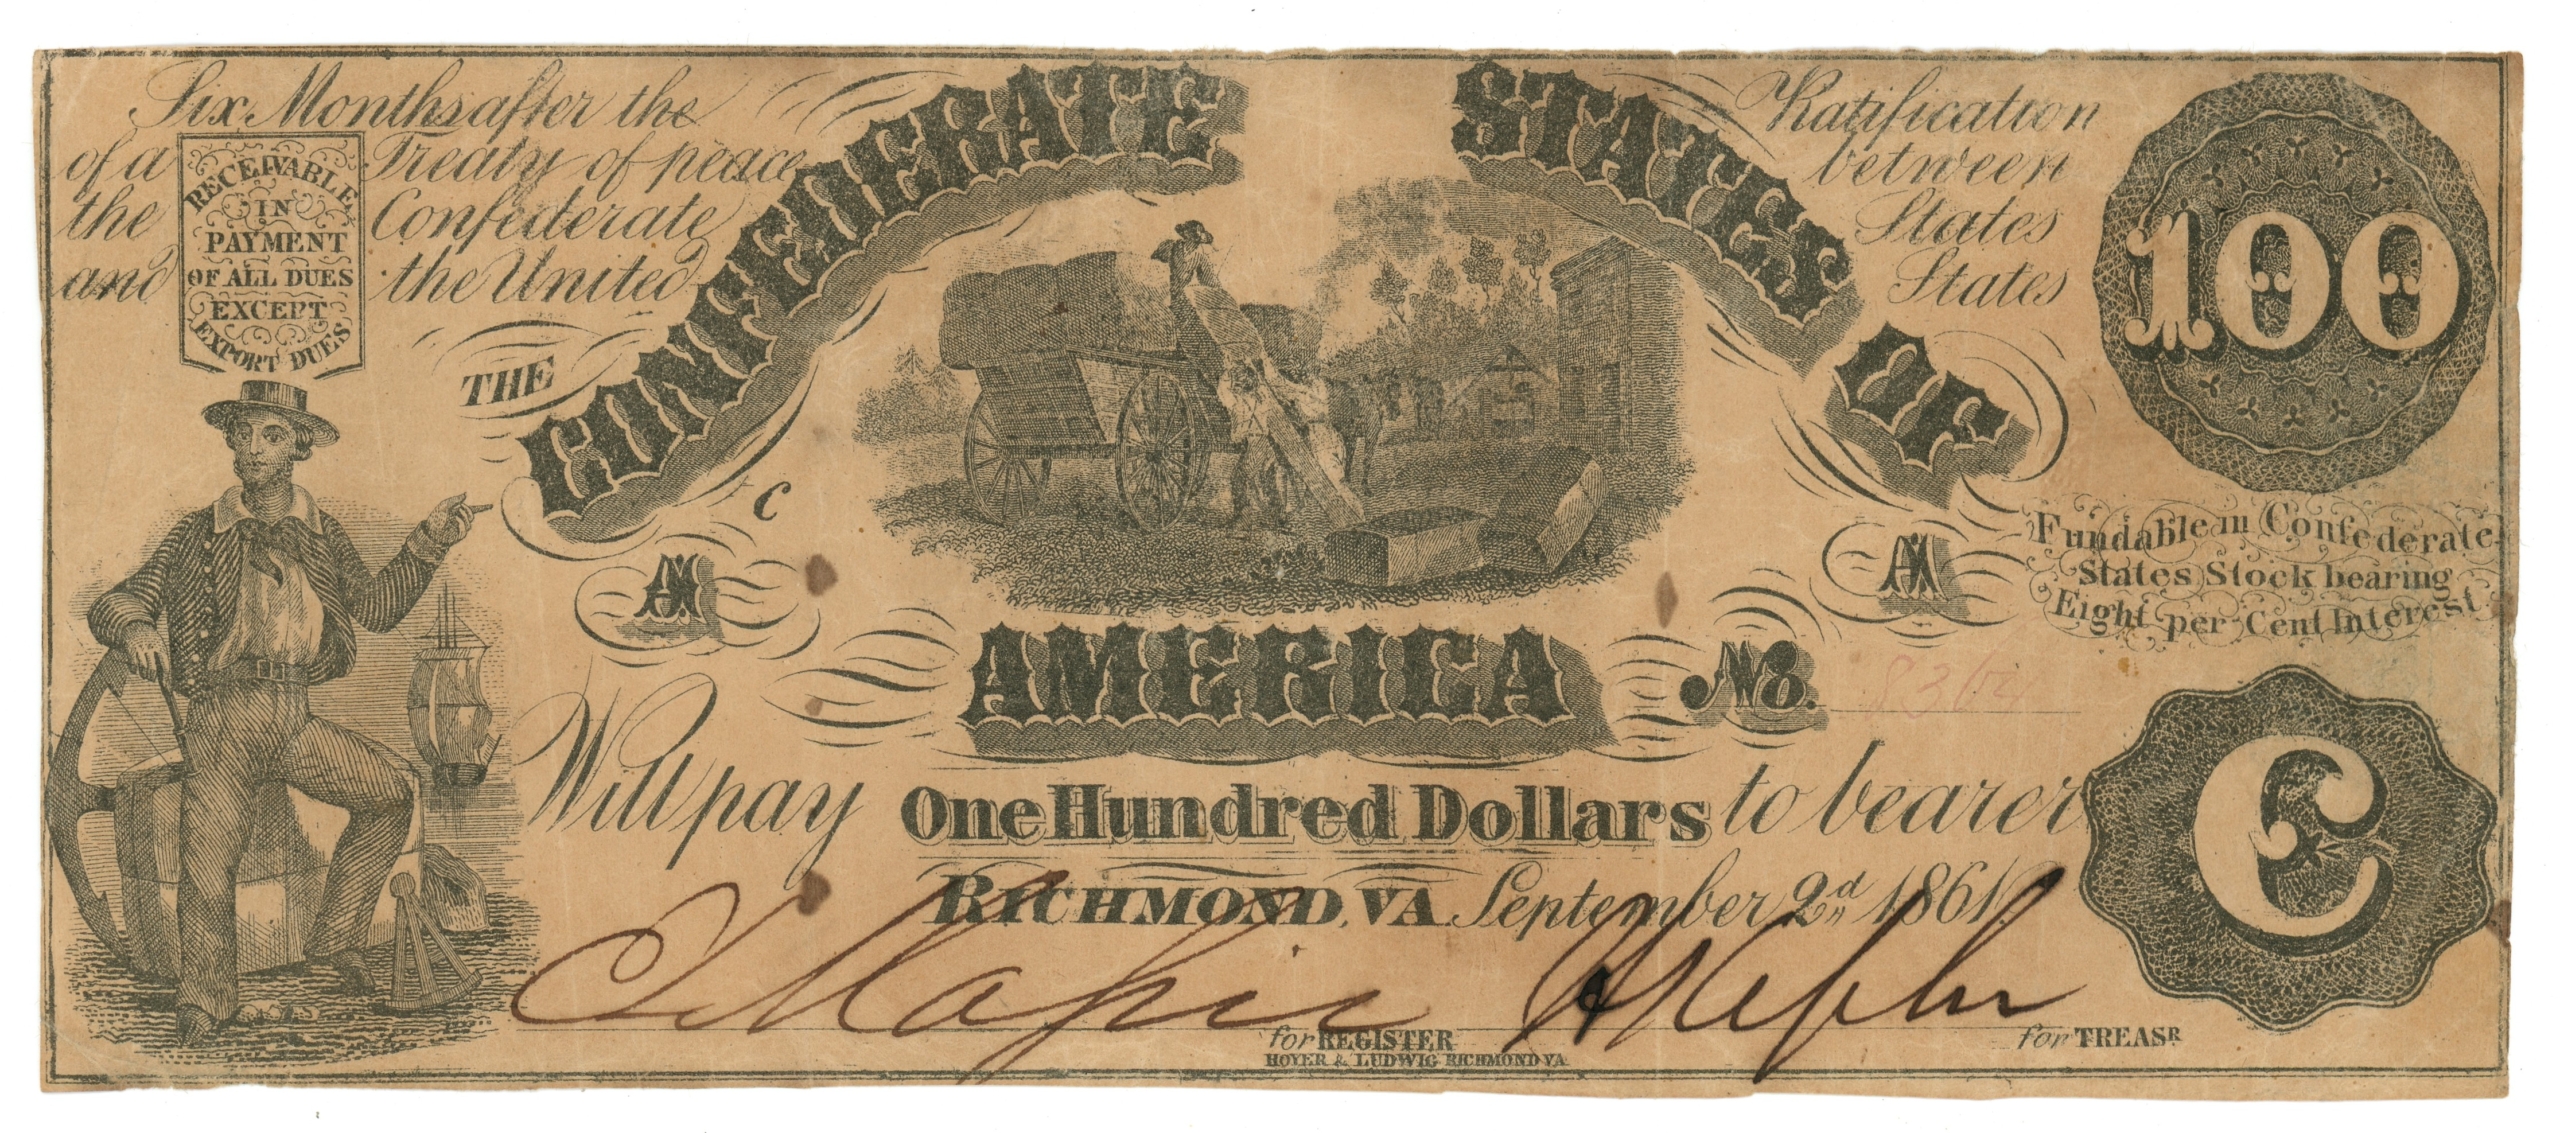 Six Months after the Ratification
of a Treaty of peace between
the Confederate States
and the United States
RECEIVABLE
IN
PAYMENT
OF ALL DUES
EXCEPT
EXPORT DUES
THE
CONFEDERATE STATES OF
AMERICA
100
C
A.
A
Fundable in Confederate
States Stock bearing
Eight per Cent Interest
No. 8364
Will pay One Hundred Dollars to bearer
C
RICHMOND, VA. September 2nd 1861
for REGISTER
for TREASR
HOYER & LUDWIG RICHMOND VA